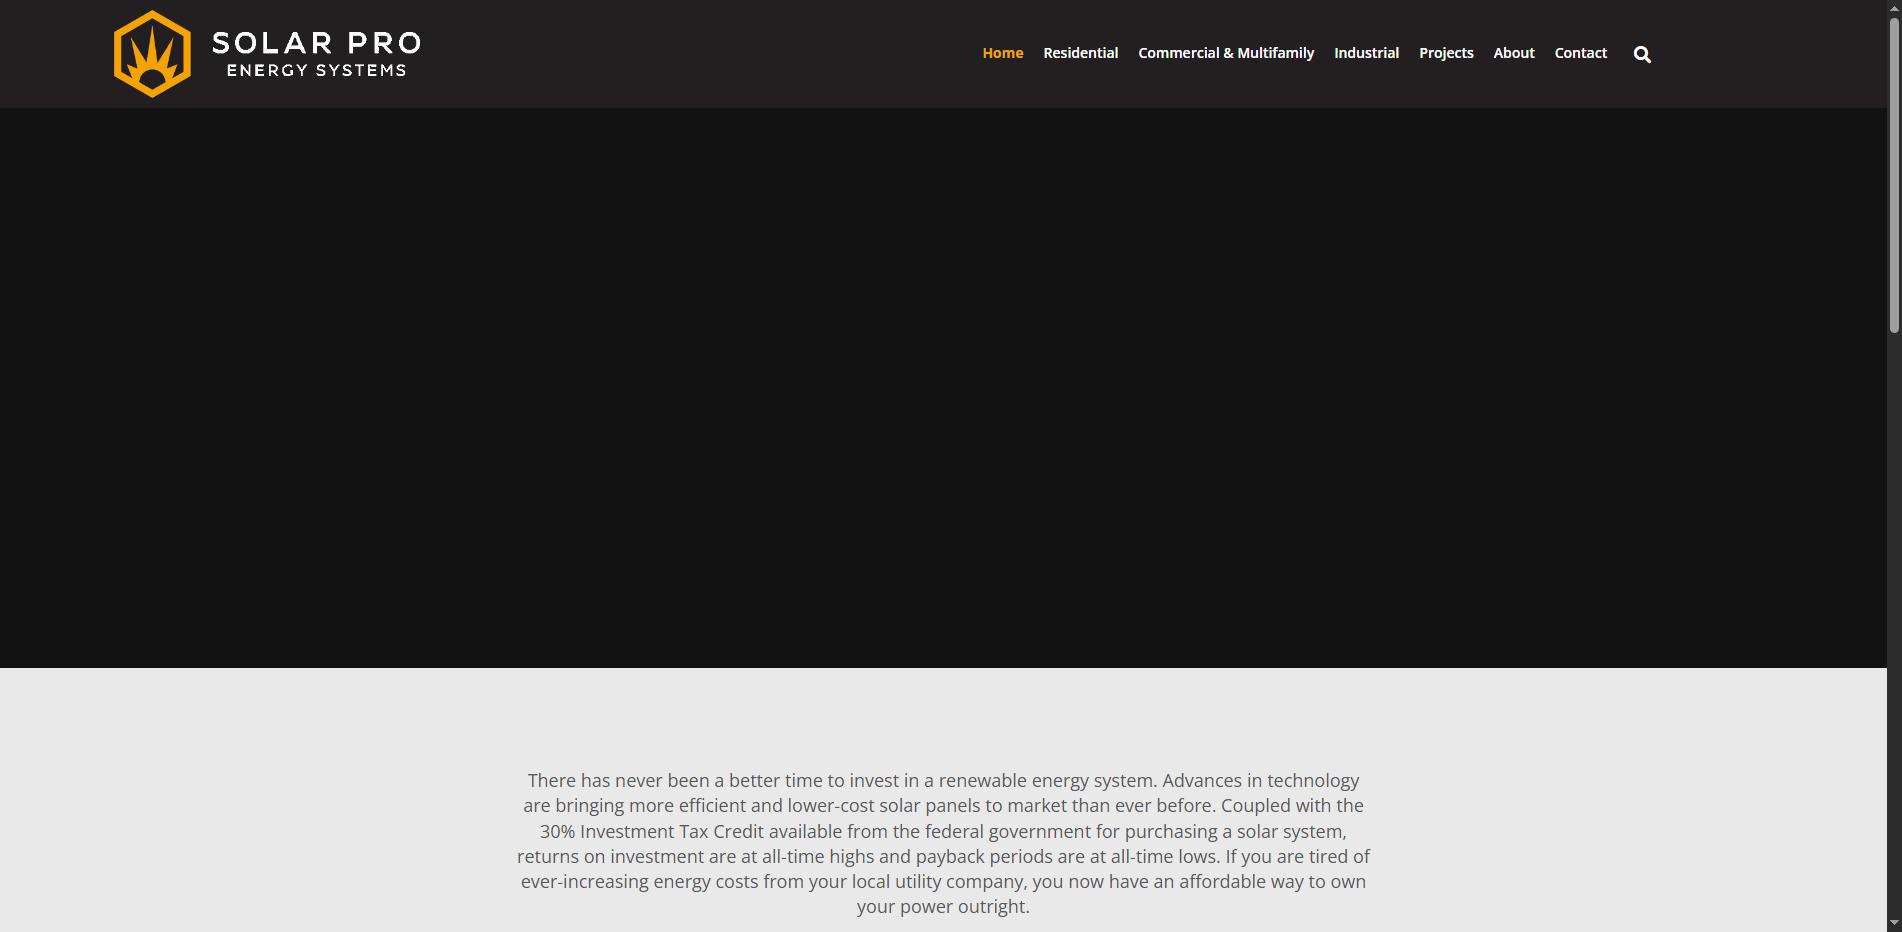 SOLAR PRO
ENERGY SYSTEMS
Home Residential Commercial & Multifamily Industrial Projects About Contact
There has never been a better time to invest in a renewable energy system. Advances in technology
are bringing more efficient and lower-cost solar panels to market than ever before. Coupled with the
30% Investment Tax Credit available from the federal government for purchasing a solar system,
returns on investment are at all-time highs and payback periods are at all-time lows. If you are tired of
ever-increasing energy costs from your local utility company, you now have an affordable way to own
your power outright.